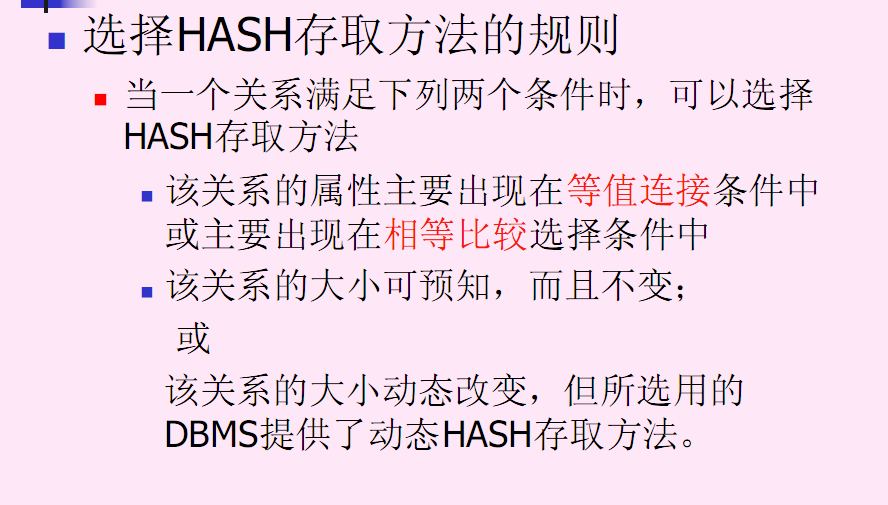 选择HASH存取方法的规则
当一个关系满足下列两个条件时，可以选择
HASH存取方法
该关系的属性主要出现在等值连接条件中
或主要出现在相等比较选择条件中
该关系的大小可预知，而且不变；
或
该关系的大小动态改变，但所选用的
DBMS提供了动态HASH存取方法。